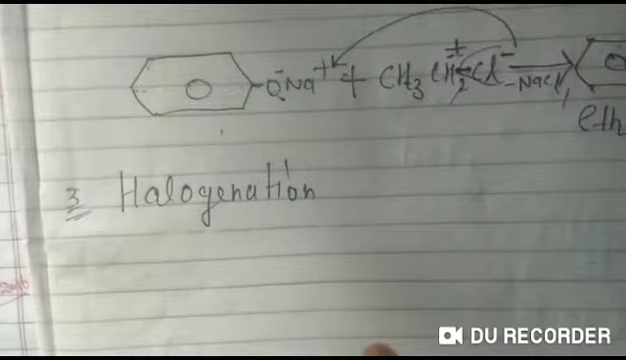 O⁻Na⁺ + CH₃ CH₂⁺ Cl⁻ -NaCl
eth
3 Halogenation
DU RECORDER